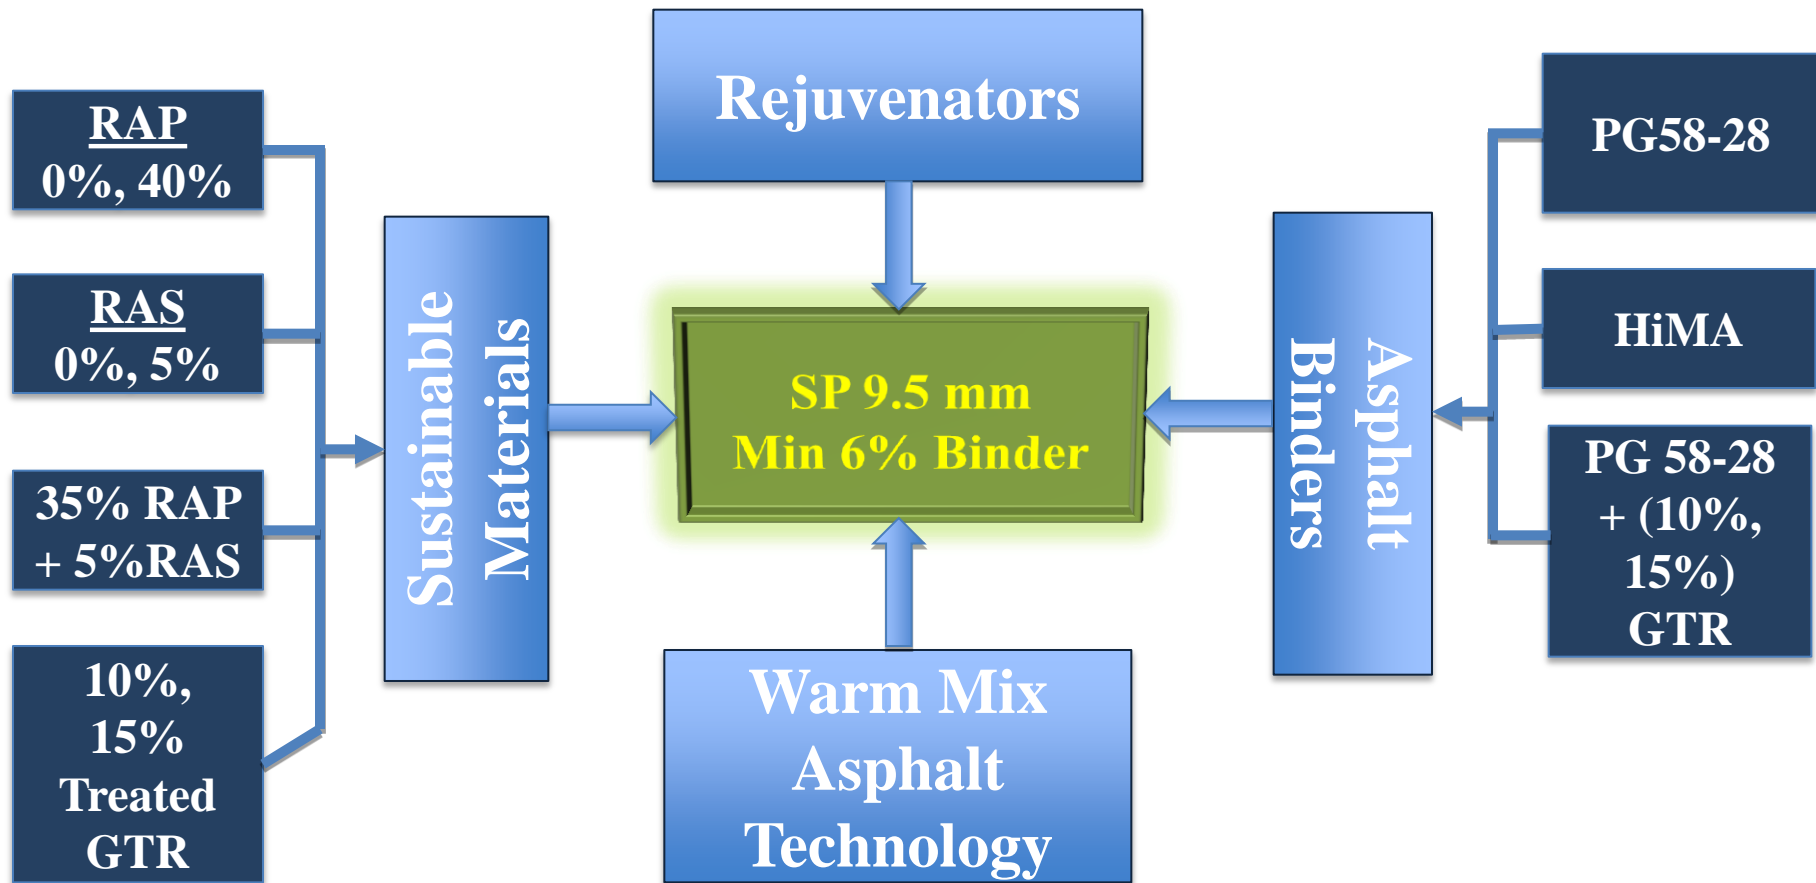 Rejuvenators
RAP
0%, 40%
RAS
0%, 5%
35% RAP
+ 5%RAS
10%,
15%
Treated
GTR
Sustainable
Materials
SP 9.5 mm
Min 6% Binder
Warm Mix
Asphalt
Technology
Asphalt
Binders
PG58-28
HiMA
PG 58-28
+ (10%,
15%)
GTR